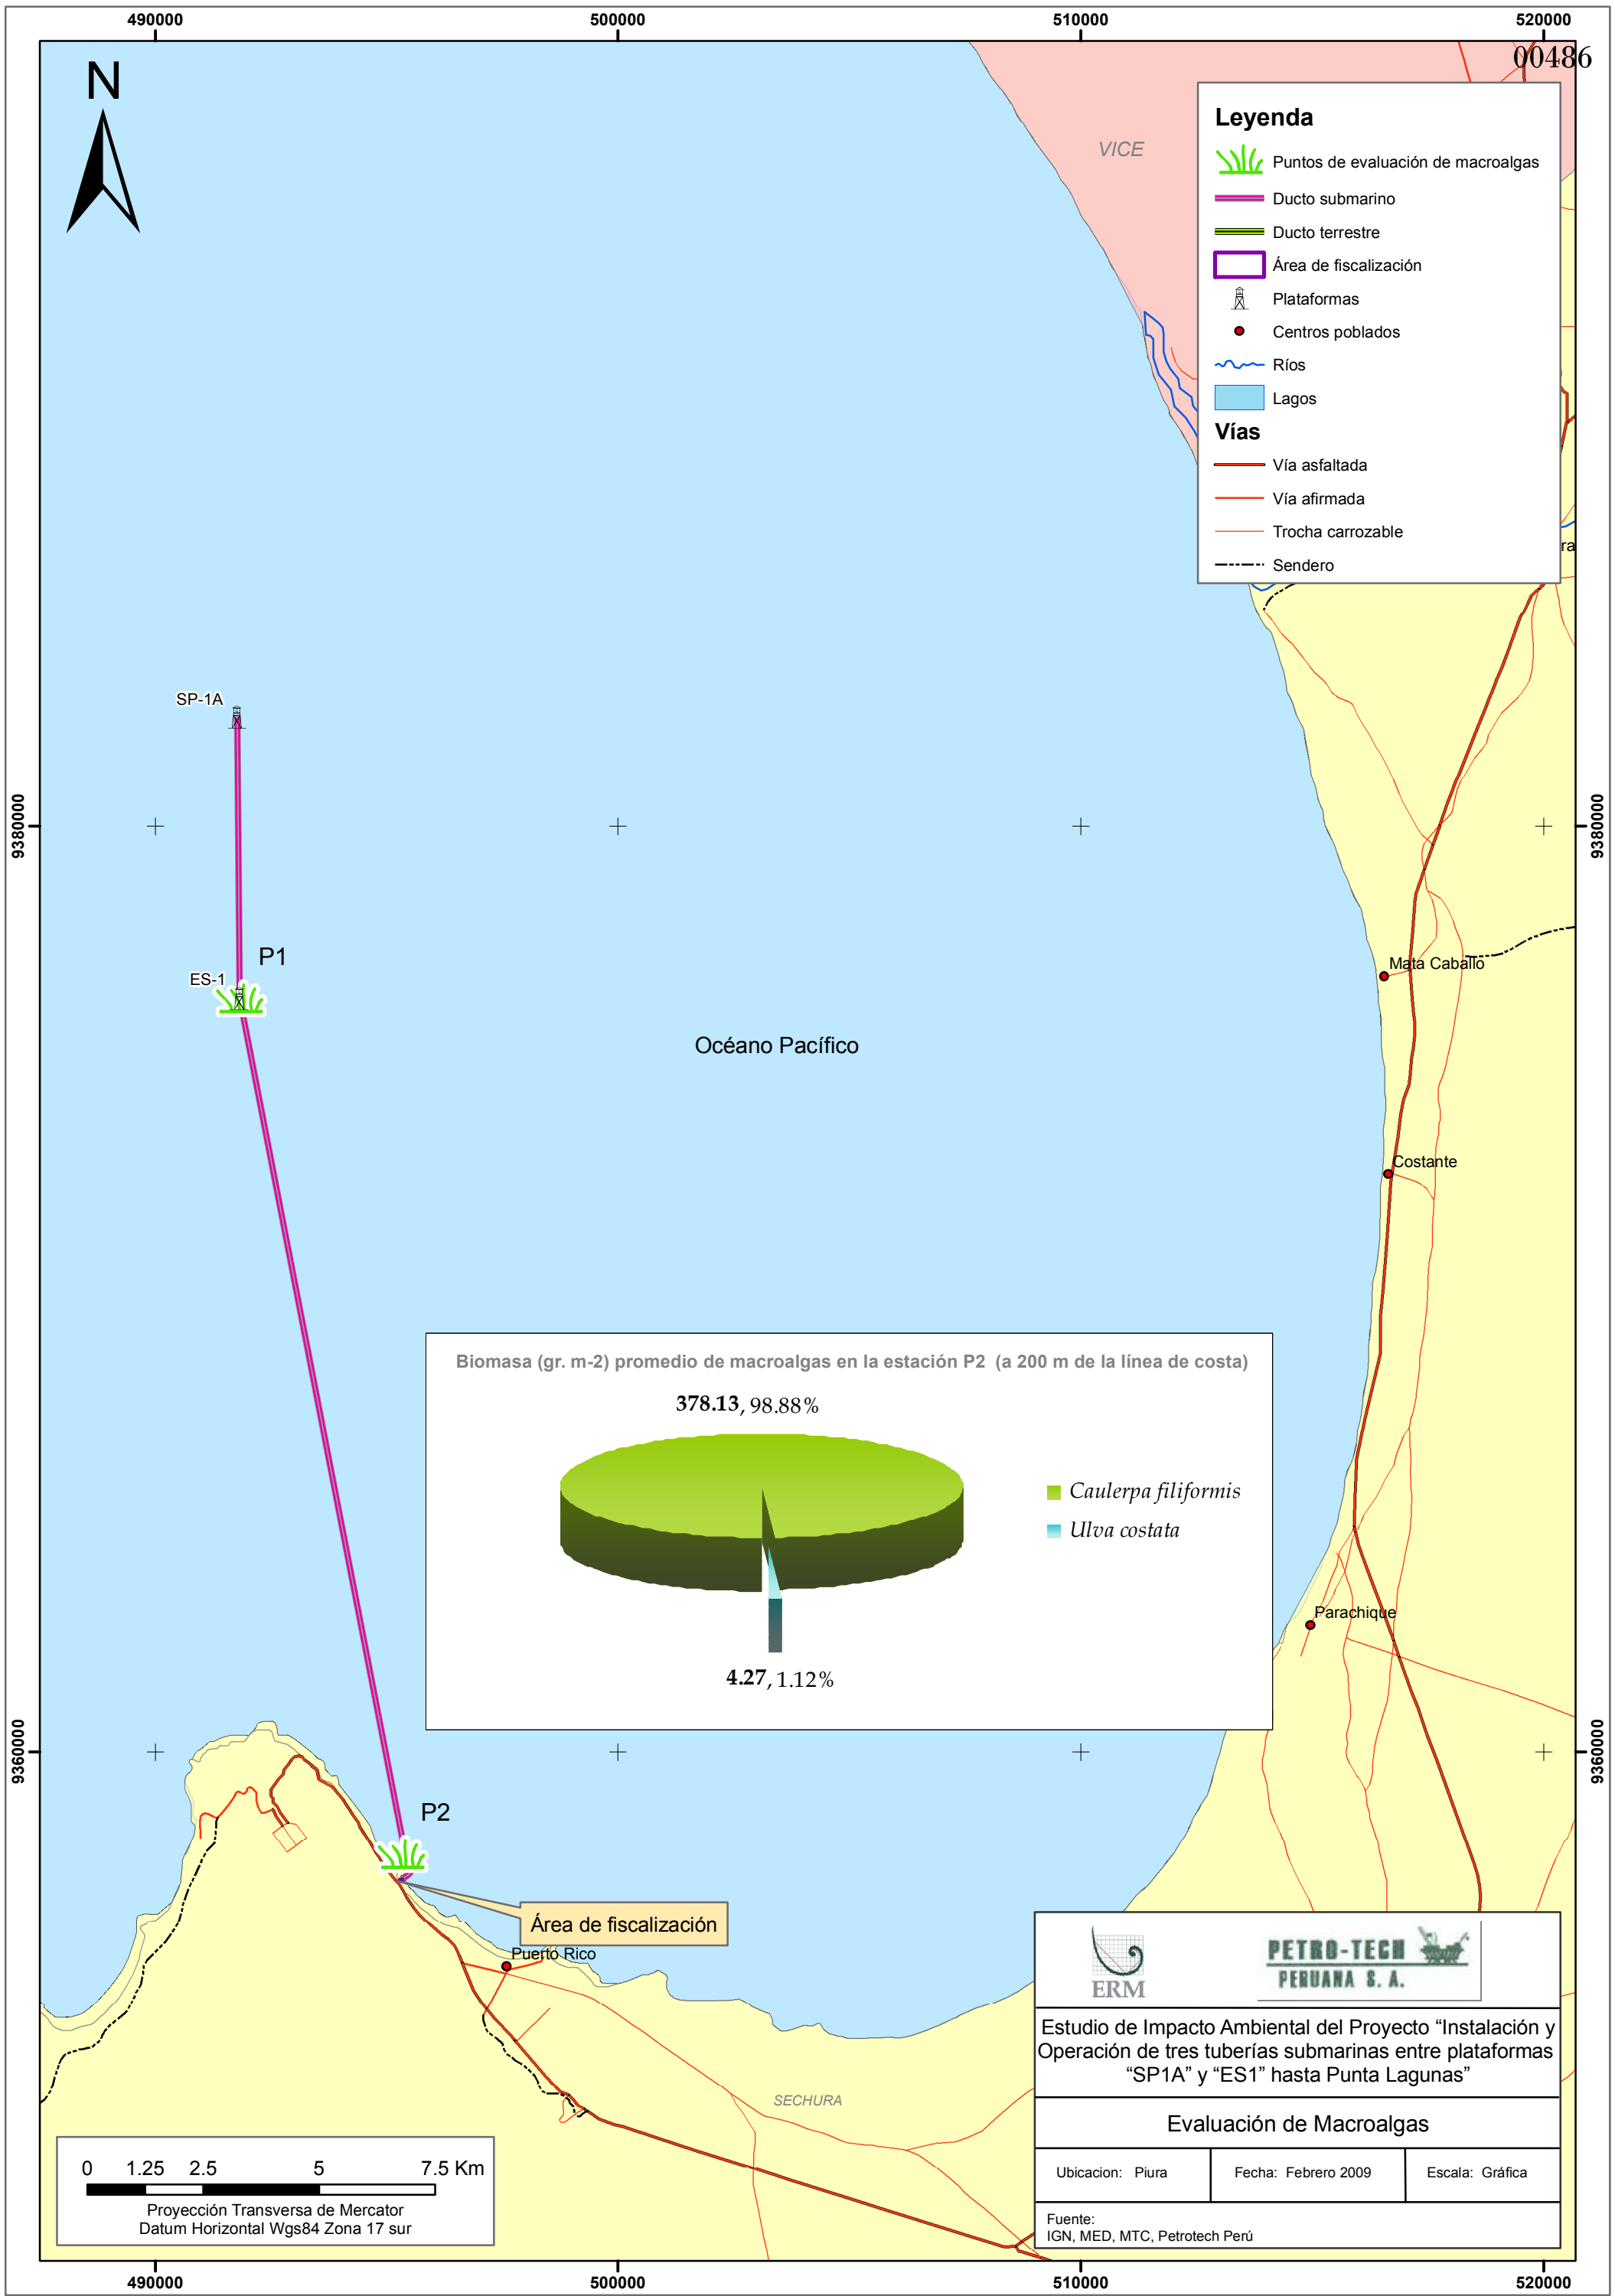 490000
500000
510000
520000
00486
N
VICE
Leyenda
Puntos de evaluación de macroalgas
Ducto submarino
Ducto terrestre
Área de fiscalización
Plataformas
Centros poblados
Ríos
Lagos
Vías
Vía asfaltada
Vía afirmada
Trocha carrozable
Sendero
ra
SP-1A
9380000
9380000
P1
ES-1
Mata Caballo
Océano Pacífico
Costante
Biomasa (gr. m-2) promedio de macroalgas en la estación P2 (a 200 m de la línea de costa)
378.13, 98.88%
Caulerpa filiformis
Ulva costata
4.27, 1.12%
Parachique
9360000
9360000
P2
Área de fiscalización
Puerto Rico
SECHURA
ERM
PETRO-TECH
PERUANA S. A.
Estudio de Impacto Ambiental del Proyecto “Instalación y
Operación de tres tuberías submarinas entre plataformas
“SP1A” y “ES1” hasta Punta Lagunas”
Evaluación de Macroalgas
Ubicacion: Piura
Fecha: Febrero 2009
Escala: Gráfica
Fuente:
IGN, MED, MTC, Petrotech Perú
0 1.25 2.5 5 7.5 Km
Proyección Transversa de Mercator
Datum Horizontal Wgs84 Zona 17 sur
490000
500000
510000
520000